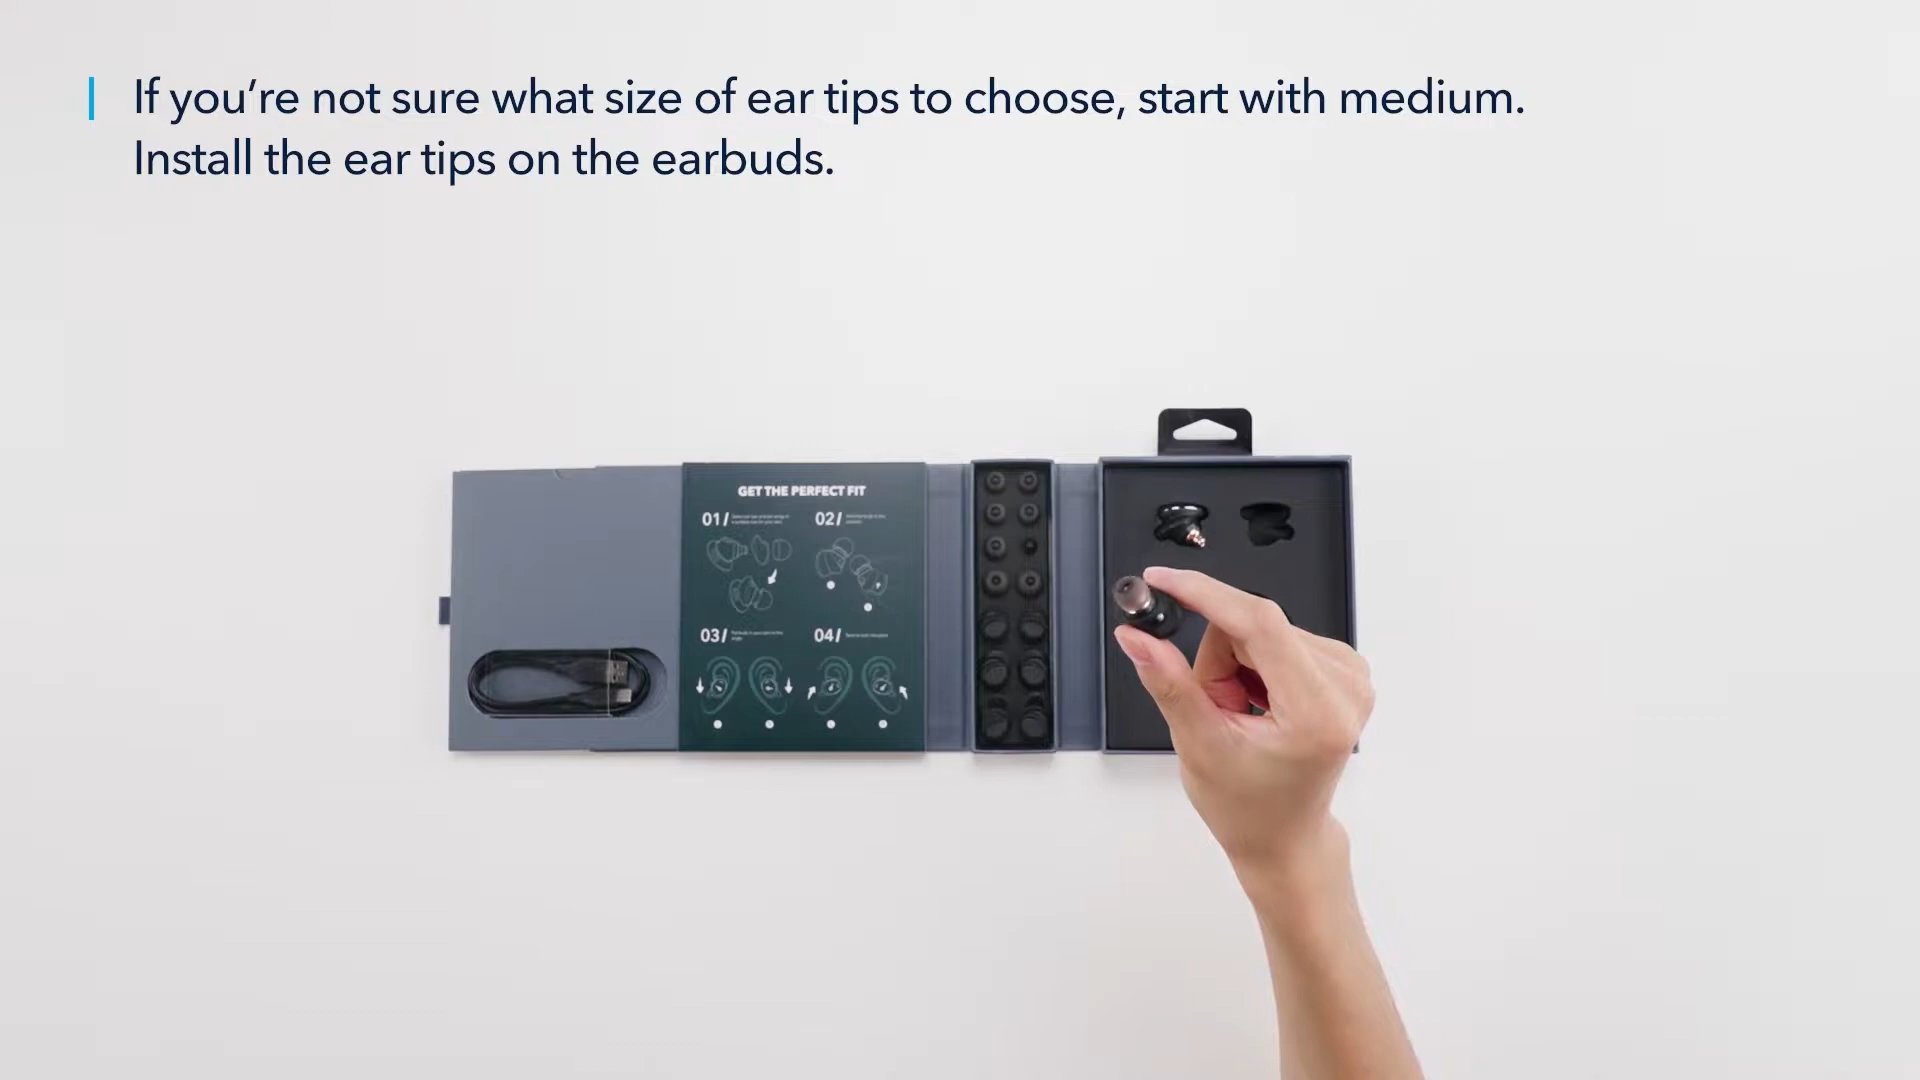 If you’re not sure what size of ear tips to choose, start with medium.
Install the ear tips on the earbuds.
GET THE PERFECT FIT
01/
02/
03/
04/